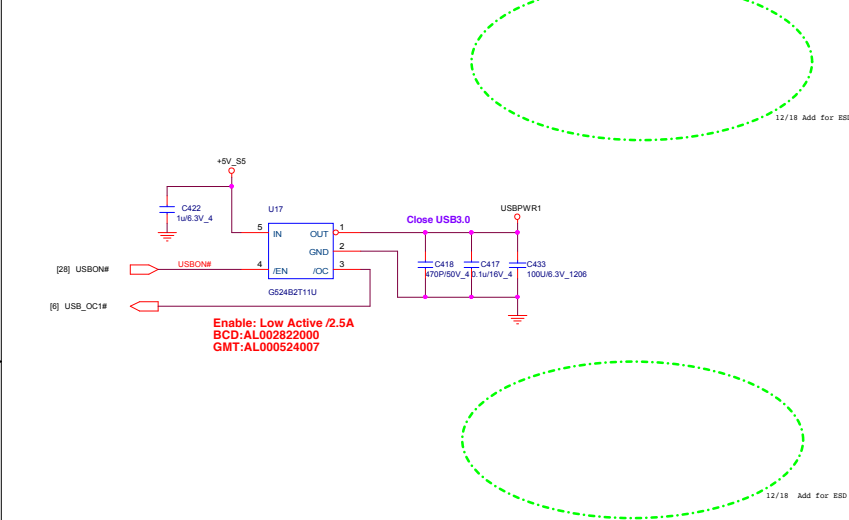 12/18 Add for ESD
+5V_S5
C422
1u/6.3V_4
U17
5
IN
OUT
1
GND
2
4
/EN
/OC
3
G524B2T11U
[28] USBON#
USBON#
[6] USB_OC1#
Close USB3.0
USBPWR1
C418
470P/50V_4
C417
0.1u/16V_4
C433
100U/6.3V_1206
Enable: Low Active /2.5A
BCD:AL002822000
GMT:AL000524007
12/18 Add for ESD